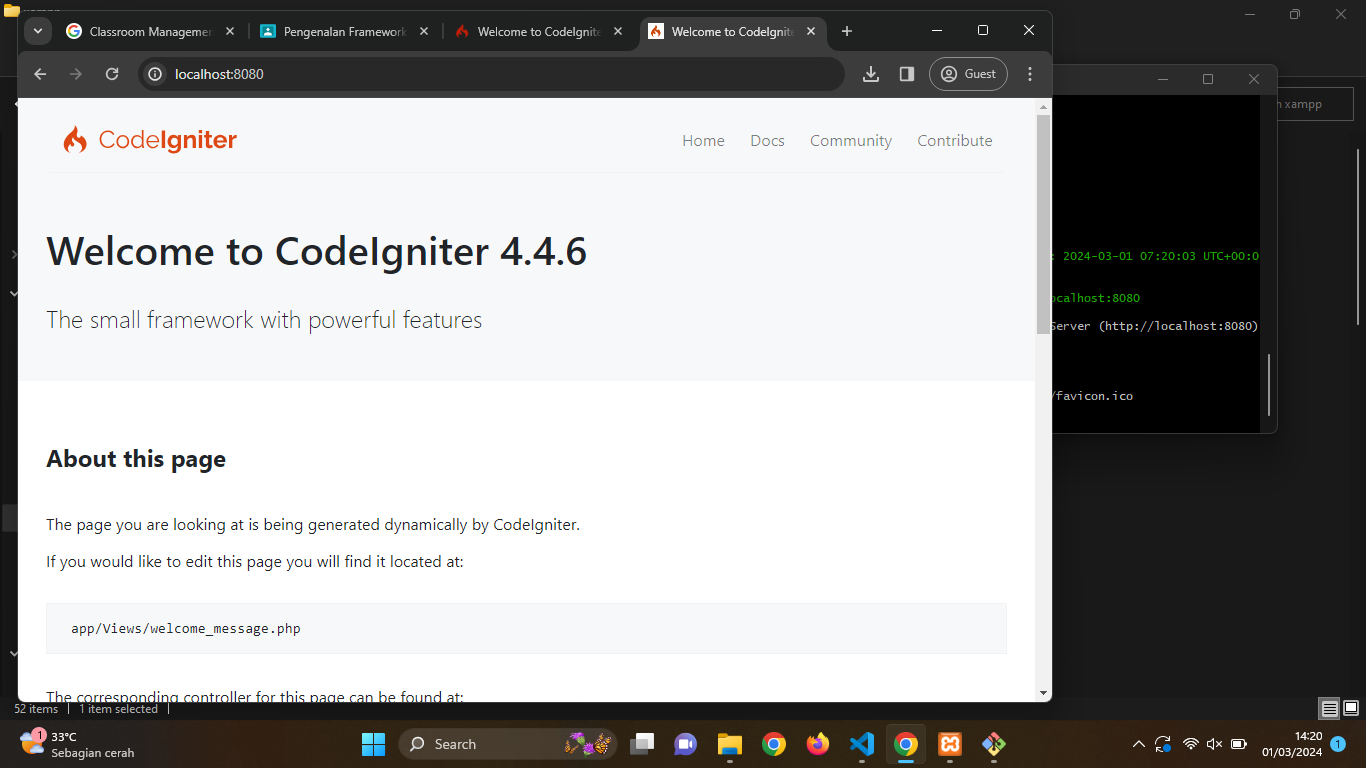 xampp
Classroom Managemen
Pengenalan Framework
Welcome to CodeIgnite
Welcome to CodeIgnite
localhost:8080
Guest
CodeIgniter
Home
Docs
Community
Contribute
Welcome to CodeIgniter 4.4.6
The small framework with powerful features
About this page
The page you are looking at is being generated dynamically by CodeIgniter.
If you would like to edit this page you will find it located at:
app/Views/welcome_message.php
The corresponding controller for this page can be found at:
h xampp
: 2024-03-01 07:20:03 UTC+00:0
ocalhost:8080
Server (http://localhost:8080)
/favicon.ico
52 items
1 item selected
1
33°C
Sebagian cerah
Search
14:20
01/03/2024
1